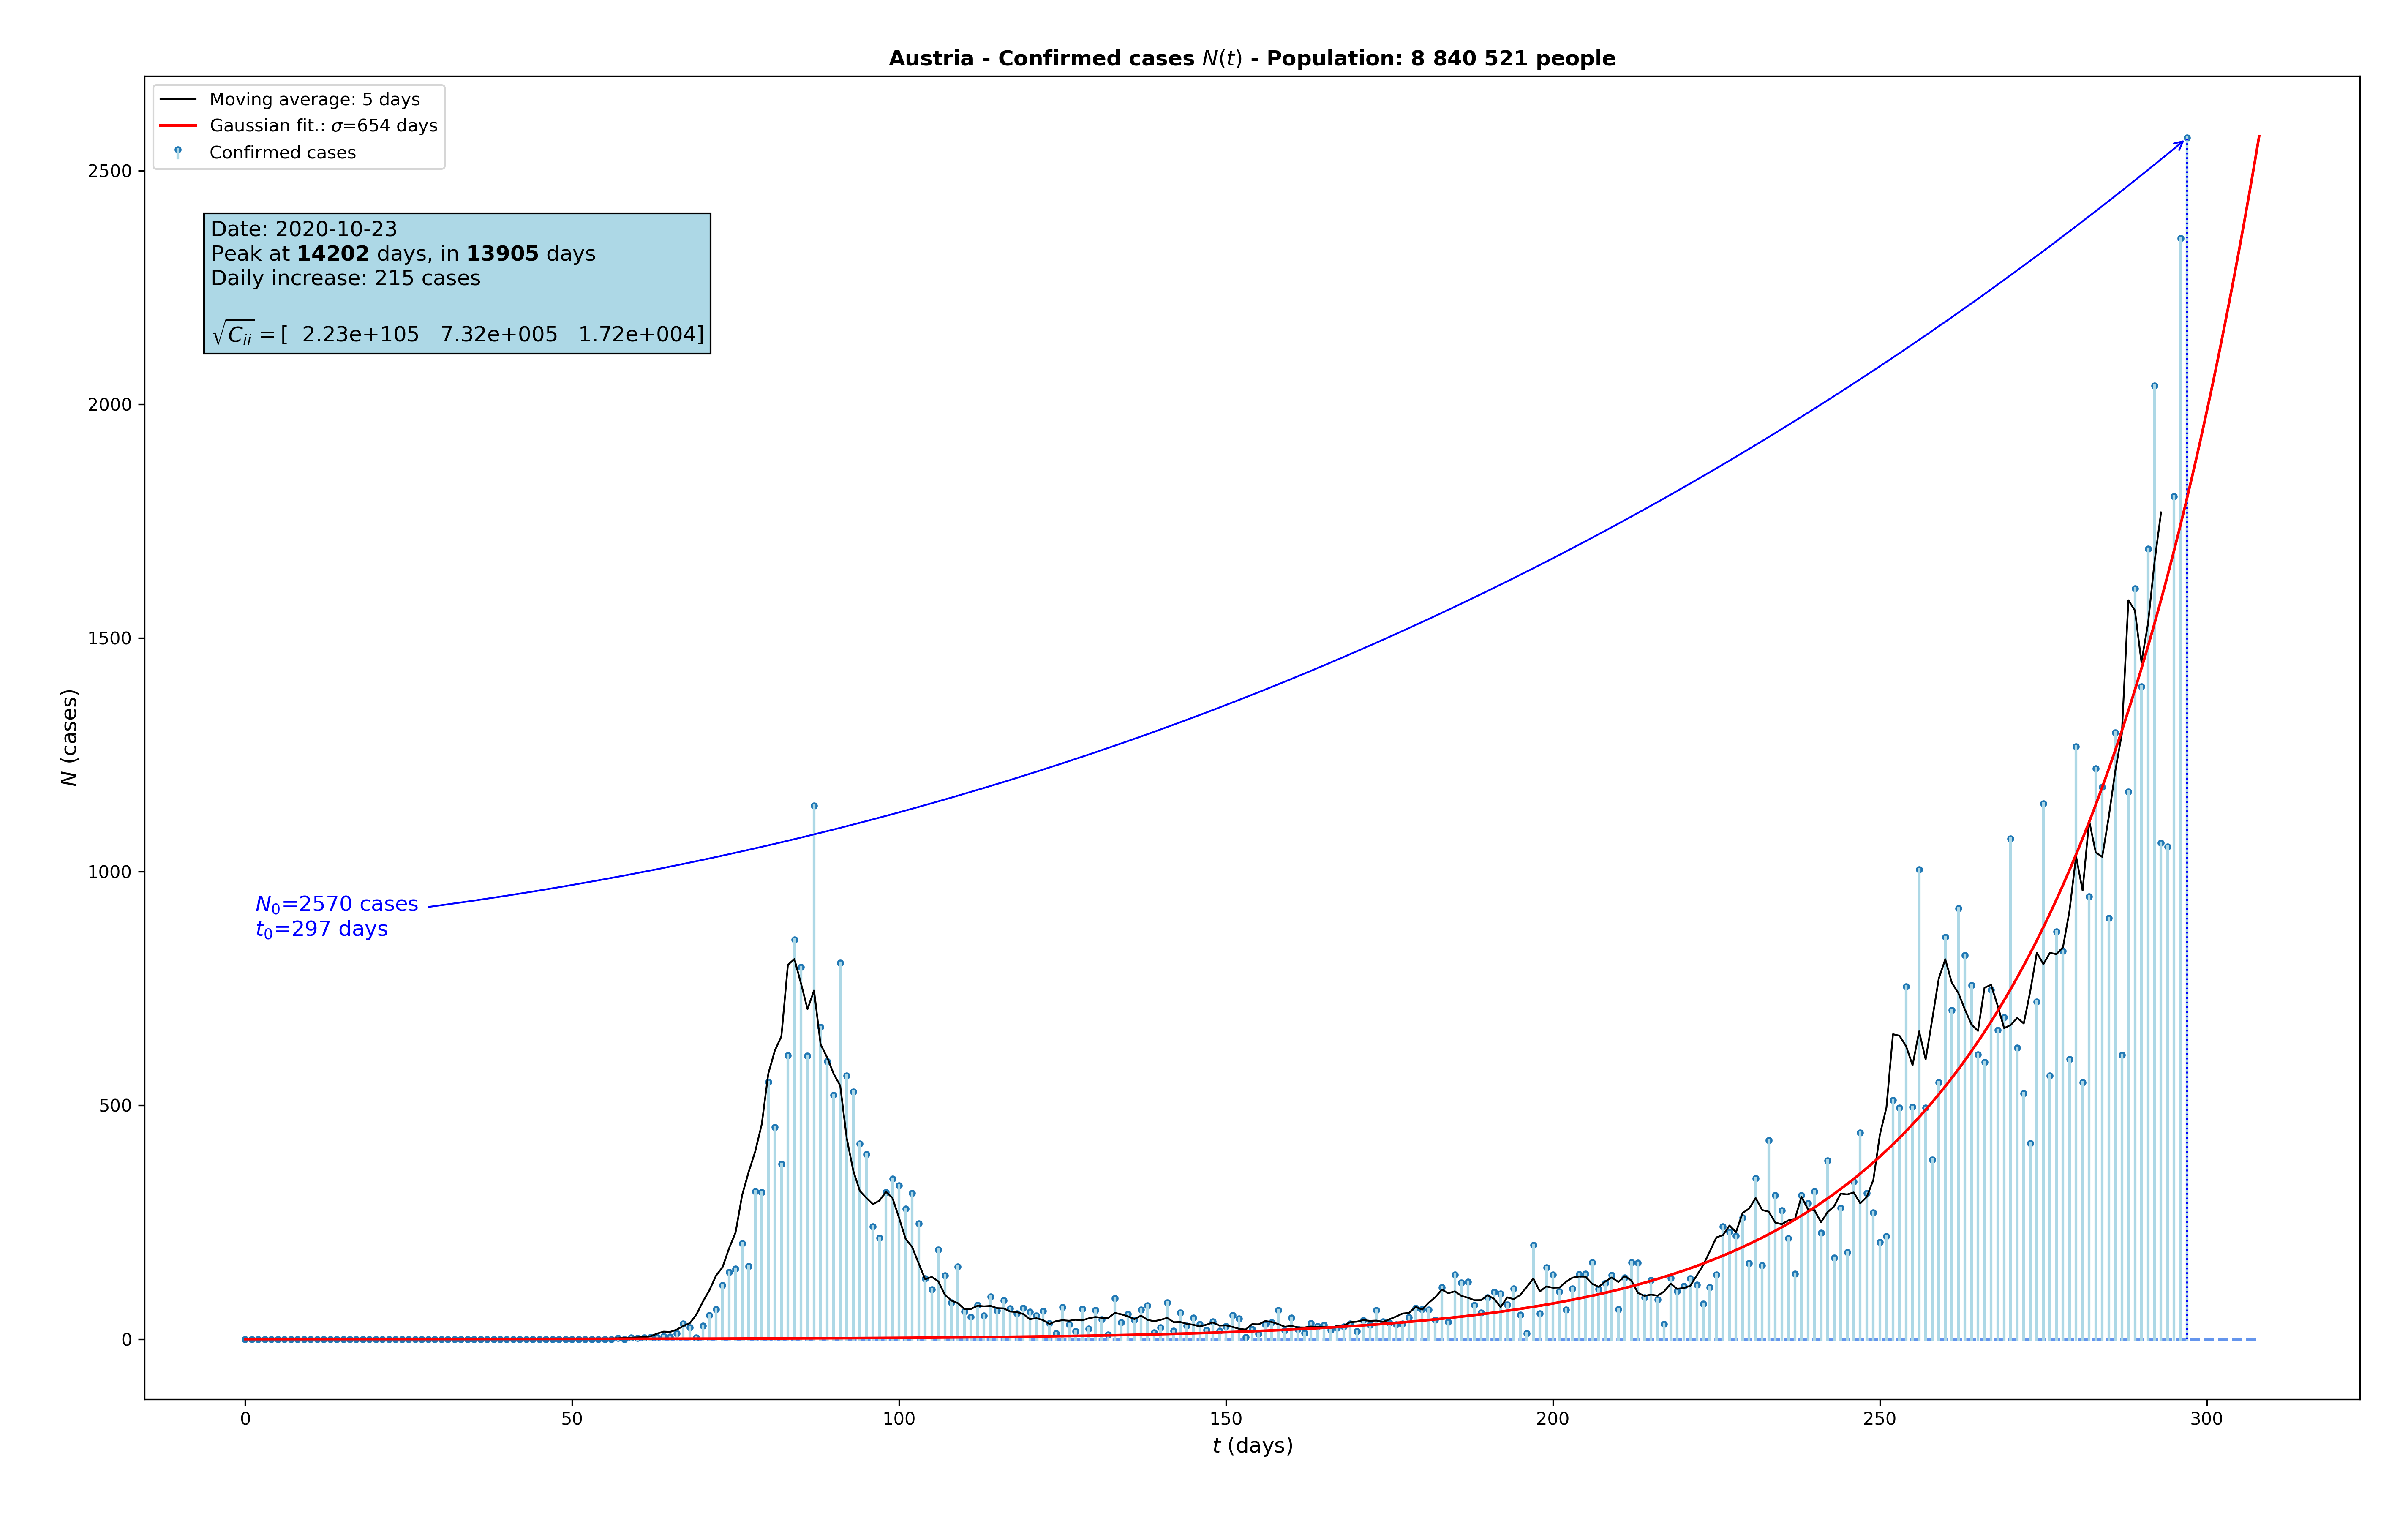 Austria - Confirmed cases N(t) - Population: 8 840 521 people
Moving average: 5 days
Gaussian fit.: σ=654 days
Confirmed cases
Date: 2020-10-23
Peak at 14202 days, in 13905 days
Daily increase: 215 cases
√C_ii = [ 2.23e+105 7.32e+005 1.72e+004]
N₀=2570 cases
t₀=297 days
N (cases)
2500
2000
1500
1000
500
0
0 50 100 150 200 250 300
t (days)